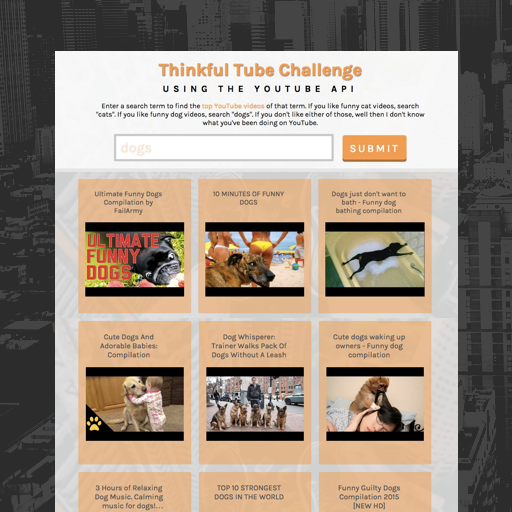 Thinkful Tube Challenge
USING THE YOUTUBE API
Enter a search term to find the top YouTube videos of that term. If you like funny cat videos, search
"cats". If you like funny dog videos, search "dogs". If you don't like either of those, well then I don't know
what you've been doing on YouTube.
dogs
SUBMIT
Ultimate Funny Dogs
Compilation by
FailArmy
ULTIMATE
FUNNY
DOGS
10 MINUTES OF FUNNY
DOGS
Dogs just don't want to
bath - Funny dog
bathing compilation
Cute Dogs And
Adorable Babies:
Compilation
Dog Whisperer:
Trainer Walks Pack Of
Dogs Without A Leash
Cute dogs waking up
owners - Funny dog
compilation
3 Hours of Relaxing
Dog Music. Calming
music for dogs!...
TOP 10 STRONGEST
DOGS IN THE WORLD
Funny Guilty Dogs
Compilation 2015
[NEW HD]